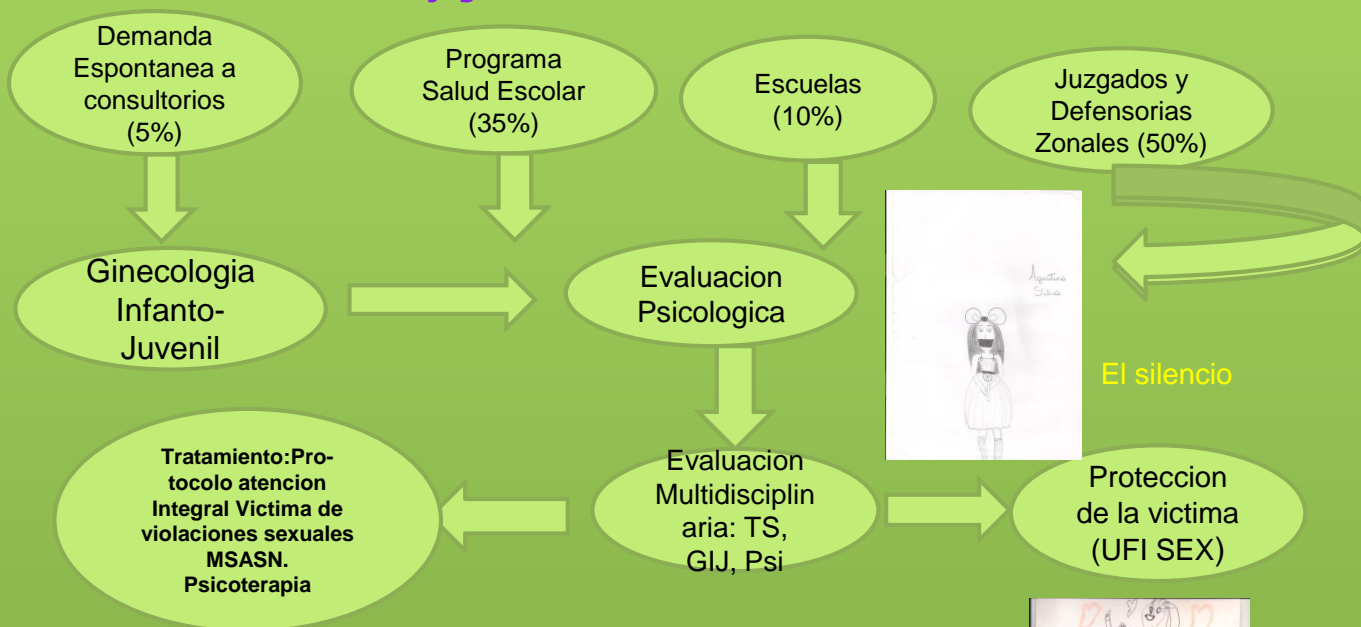 Demanda
Espontanea a
consultorios
(5%)
Programa
Salud Escolar
(35%)
Escuelas
(10%)
Juzgados y
Defensorias
Zonales (50%)
Ginecologia
Infanto-
Juvenil
Evaluacion
Psicologica
Agustina
El silencio
Tratamiento:Pro-
tocolo atencion
Integral Victima de
violaciones sexuales
MSASN.
Psicoterapia
Evaluacion
Multidisciplin
aria: TS,
GIJ, Psi
Proteccion
de la victima
(UFI SEX)